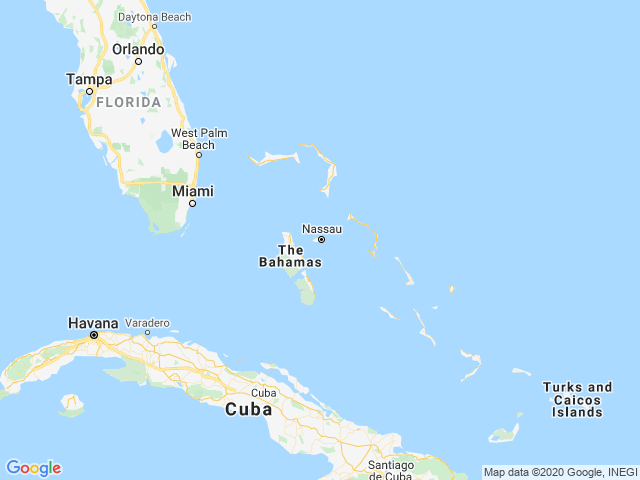 Daytona Beach
Orlando
Tampa
FLORIDA
West Palm
Beach
Miami
Nassau
The
Bahamas
Havana
Varadero
Cuba
Cuba
Turks and
Caicos
Islands
Santiago
de Cuba
Google
Map data ©2020 Google, INEGI